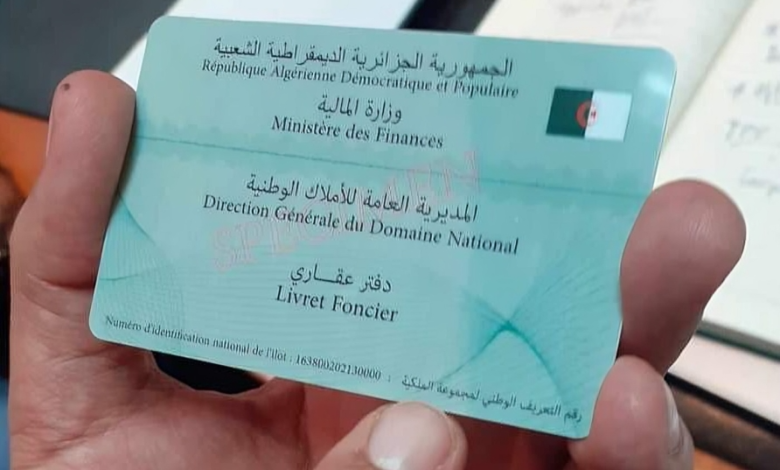 الجمهورية الجزائرية الديمقراطية الشعبية
République Algérienne Démocratique et Populaire
وزارة المالية
Ministère des Finances
المديرية العامة للأملاك الوطنية
Direction Générale du Domaine National
SPECIMEN
دفتر عقاري
Livret Foncier
Numéro d'identification national de l'îlot : 163800202130000 : رقم التعريف الوطني لمجموعة الملكية